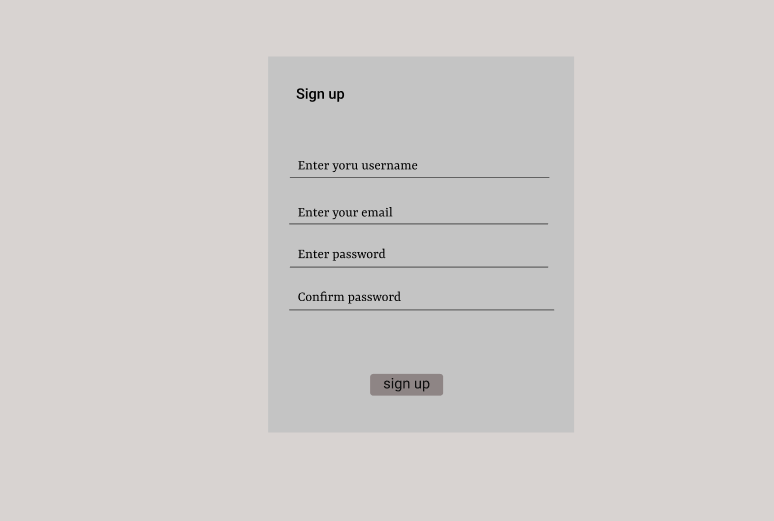 Sign up
Enter yoru username
Enter your email
Enter password
Confirm password
sign up